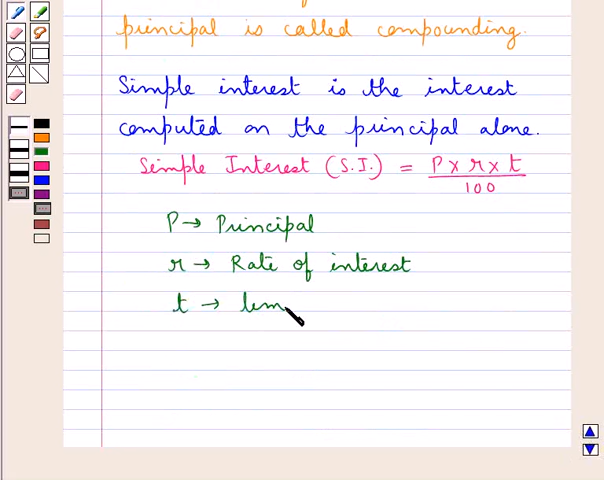 principal is called compounding.
Simple interest is the interest
computed on the principal alone.
Simple Interest (S.I.) = P x r x t / 100
P → Principal
r → Rate of interest
t →